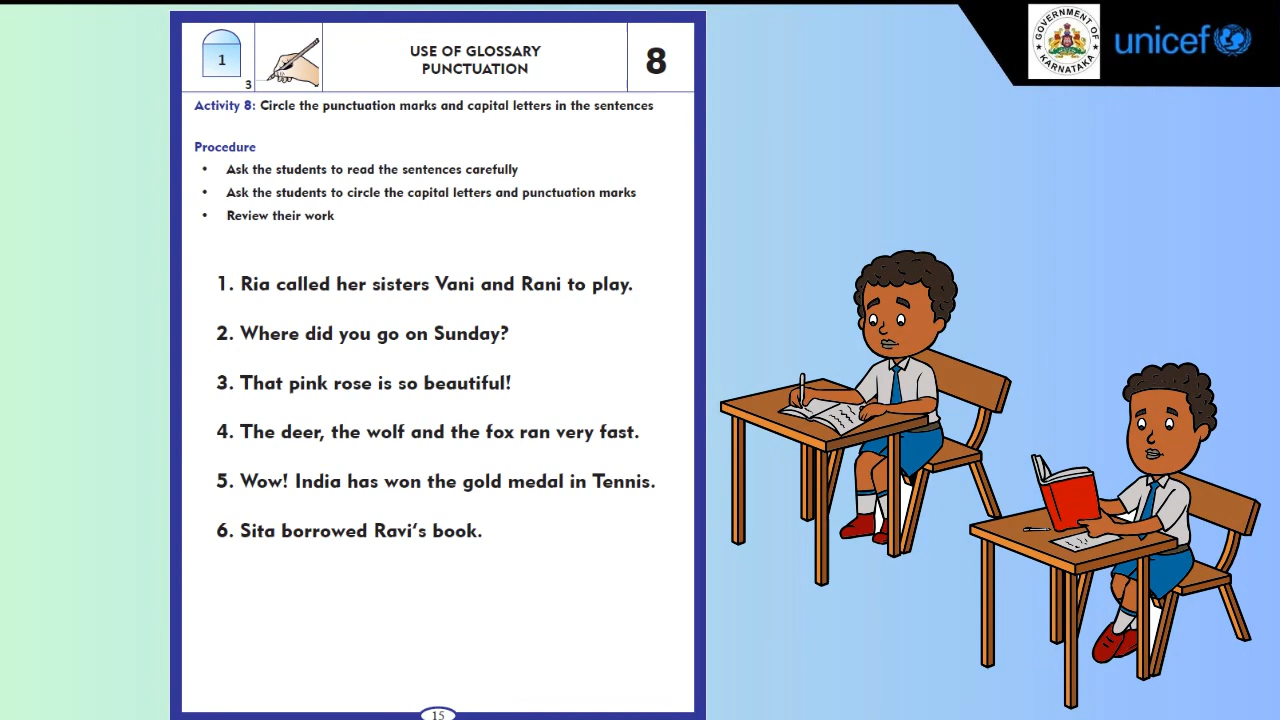 1
3
USE OF GLOSSARY
PUNCTUATION
8
Activity 8: Circle the punctuation marks and capital letters in the sentences
Procedure
• Ask the students to read the sentences carefully
• Ask the students to circle the capital letters and punctuation marks
• Review their work
1. Ria called her sisters Vani and Rani to play.
2. Where did you go on Sunday?
3. That pink rose is so beautiful!
4. The deer, the wolf and the fox ran very fast.
5. Wow! India has won the gold medal in Tennis.
6. Sita borrowed Ravi's book.
15
GOVERNMENT OF
KARNATAKA
unicef